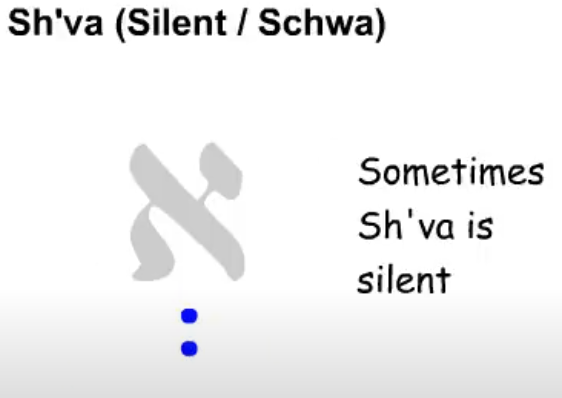 Sh'va (Silent / Schwa)
אְ
Sometimes
Sh'va is
silent